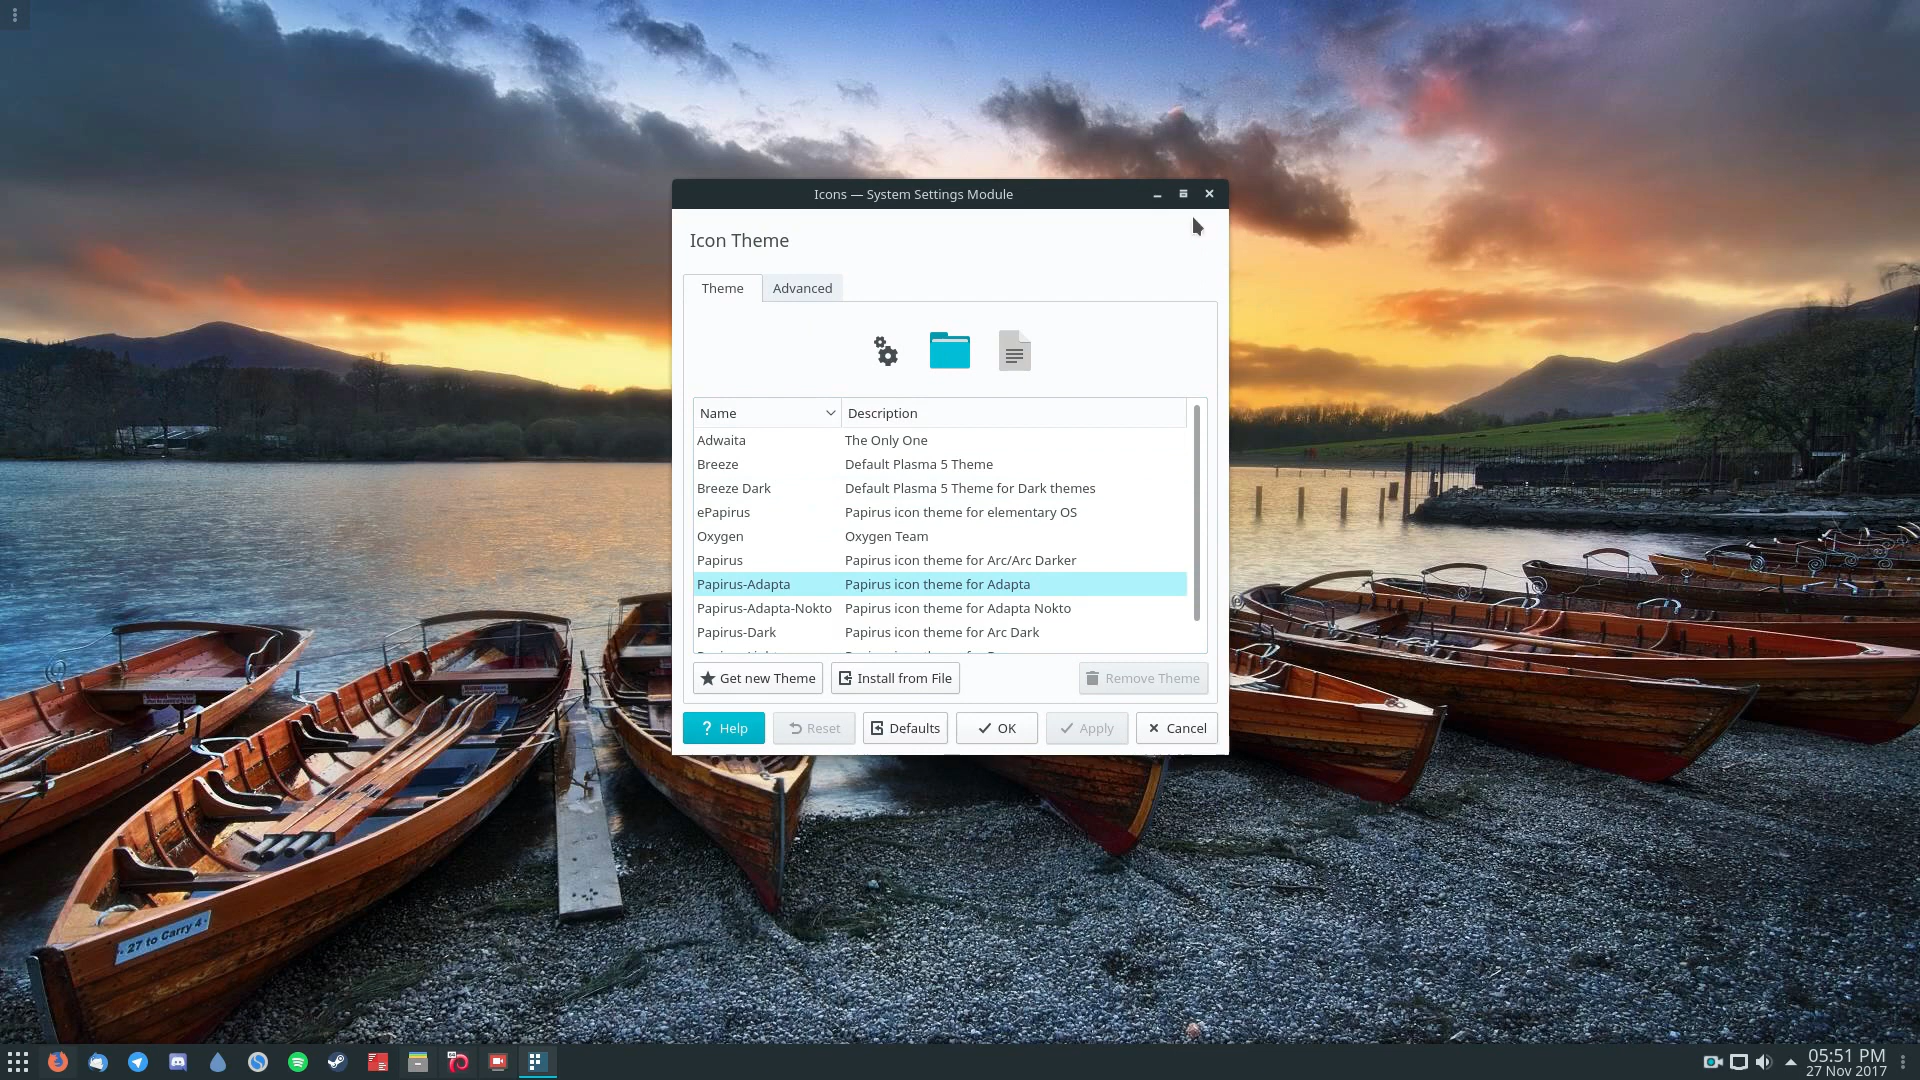 Icons — System Settings Module
Icon Theme
Theme
Advanced
Name
Description
Adwaita
The Only One
Breeze
Default Plasma 5 Theme
Breeze Dark
Default Plasma 5 Theme for Dark themes
ePapirus
Papirus icon theme for elementary OS
Oxygen
Oxygen Team
Papirus
Papirus icon theme for Arc/Arc Darker
Papirus-Adapta
Papirus icon theme for Adapta
Papirus-Adapta-Nokto
Papirus icon theme for Adapta Nokto
Papirus-Dark
Papirus icon theme for Arc Dark
Get new Theme
Install from File
Remove Theme
? Help
Reset
Defaults
OK
Apply
Cancel
27 to Carry 4
05:51 PM
27 Nov 2017